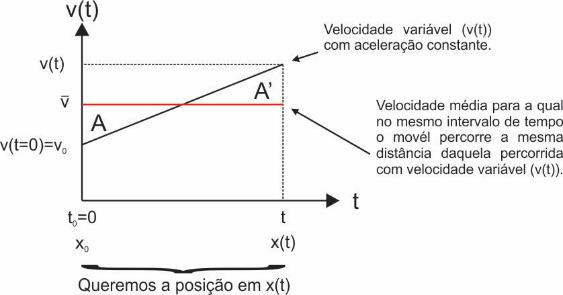 v(t)
Velocidade variável (v(t))
com aceleração constante.
v(t)
A'
v̅
A
Velocidade média para a qual
no mesmo intervalo de tempo
o movél percorre a mesma
distância daquela percorrida
com velocidade variável (v(t)).
v(t=0)=v₀
t
t₀=0
t
x₀
x(t)
Queremos a posição em x(t)